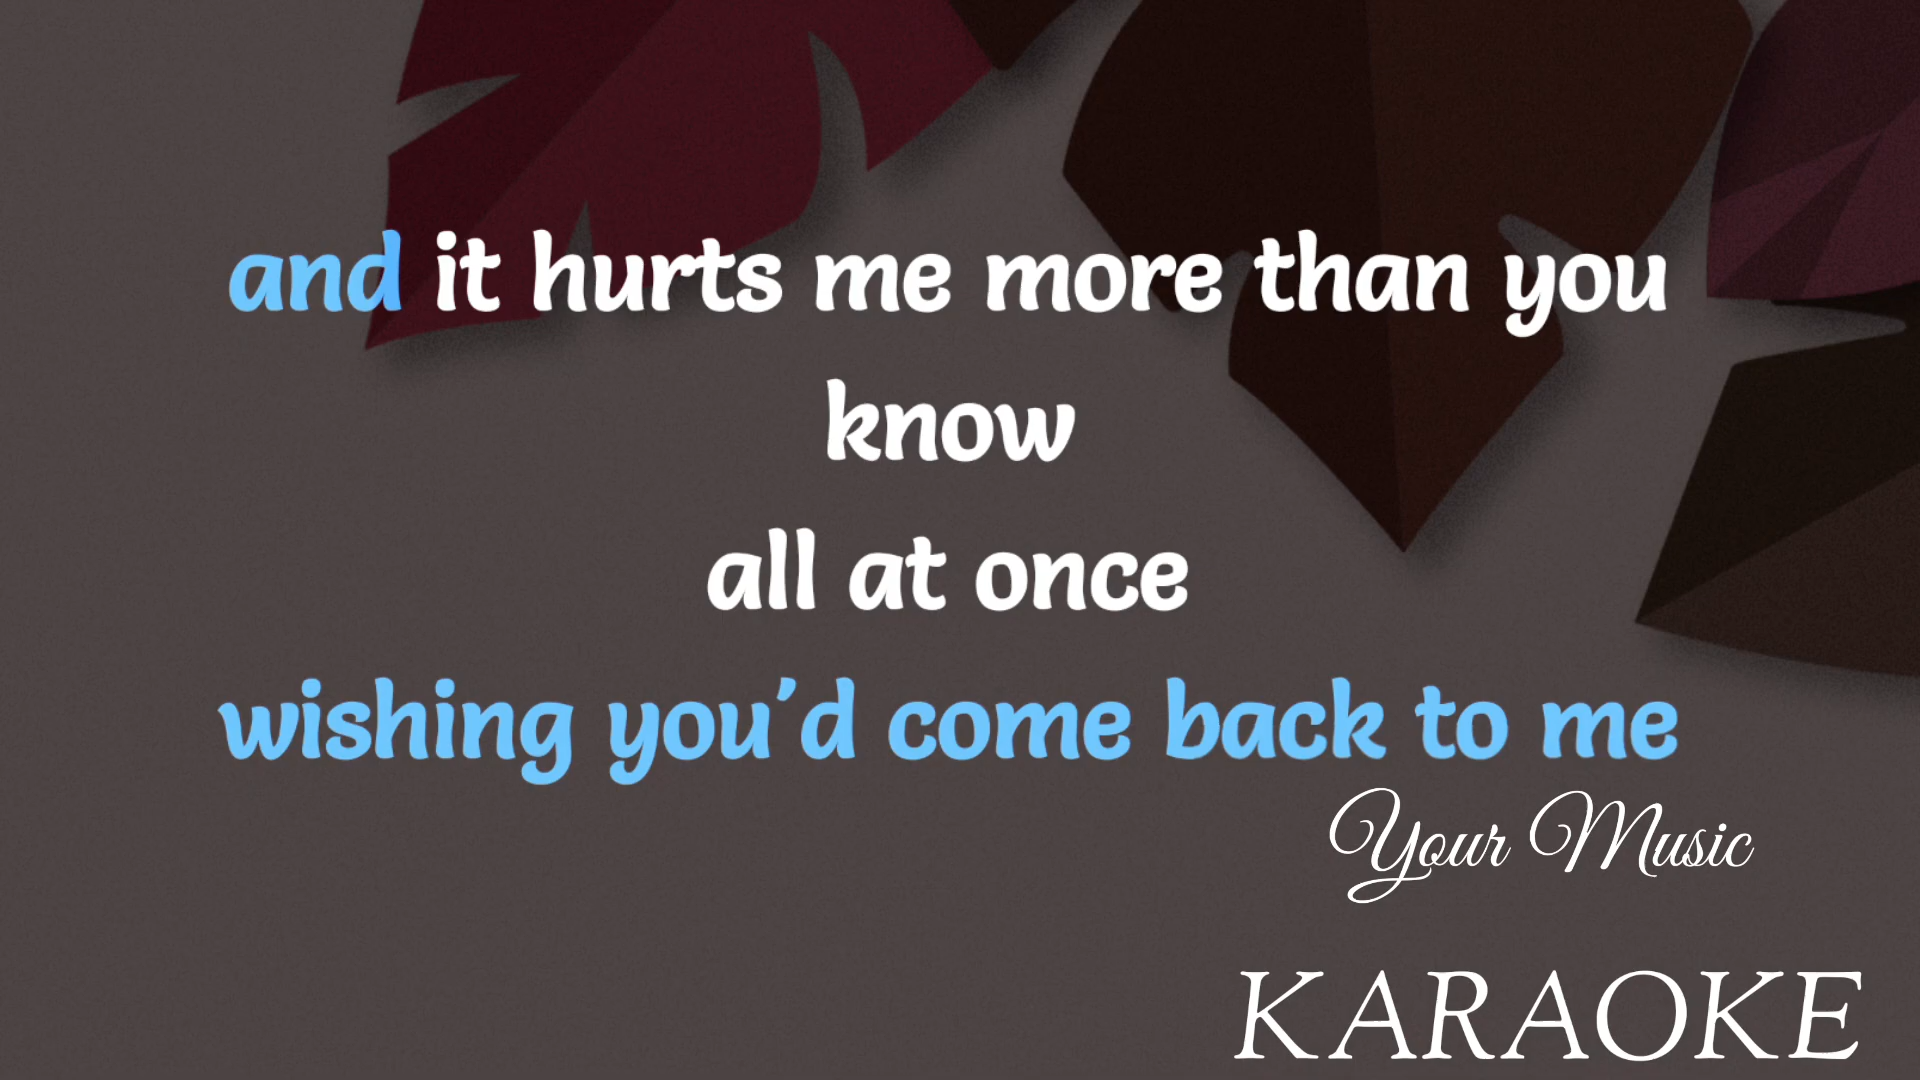 and it hurts me more than you
know
all at once
wishing you'd come back to me
Your Music
KARAOKE